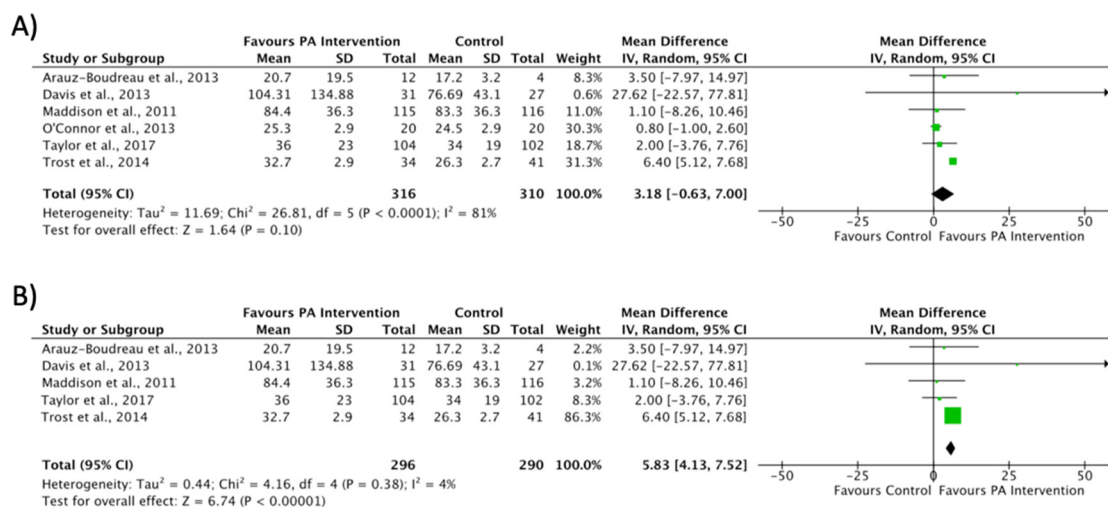 A)
Favours PA Intervention Control Mean Difference Mean Difference
Study or Subgroup Mean SD Total Mean SD Total Weight IV, Random, 95% CI IV, Random, 95% CI
Arauz-Boudreau et al., 2013 20.7 19.5 12 17.2 3.2 4 8.3% 3.50 [-7.97, 14.97]
Davis et al., 2013 104.31 134.88 31 76.69 43.1 27 0.6% 27.62 [-22.57, 77.81]
Maddison et al., 2011 84.4 36.3 115 83.3 36.3 116 11.0% 1.10 [-8.26, 10.46]
O'Connor et al., 2013 25.3 2.9 20 24.5 2.9 20 30.3% 0.80 [-1.00, 2.60]
Taylor et al., 2017 36 23 104 34 19 102 18.7% 2.00 [-3.76, 7.76]
Trost et al., 2014 32.7 2.9 34 26.3 2.7 41 31.3% 6.40 [5.12, 7.68]
Total (95% CI) 316 310 100.0% 3.18 [-0.63, 7.00]
Heterogeneity: Tau² = 11.69; Chi² = 26.81, df = 5 (P < 0.0001); I² = 81%
Test for overall effect: Z = 1.64 (P = 0.10)
-50 -25 0 25 50
Favours Control Favours PA Intervention
B)
Favours PA Intervention Control Mean Difference Mean Difference
Study or Subgroup Mean SD Total Mean SD Total Weight IV, Random, 95% CI IV, Random, 95% CI
Arauz-Boudreau et al., 2013 20.7 19.5 12 17.2 3.2 4 2.2% 3.50 [-7.97, 14.97]
Davis et al., 2013 104.31 134.88 31 76.69 43.1 27 0.1% 27.62 [-22.57, 77.81]
Maddison et al., 2011 84.4 36.3 115 83.3 36.3 116 3.2% 1.10 [-8.26, 10.46]
Taylor et al., 2017 36 23 104 34 19 102 8.3% 2.00 [-3.76, 7.76]
Trost et al., 2014 32.7 2.9 34 26.3 2.7 41 86.3% 6.40 [5.12, 7.68]
Total (95% CI) 296 290 100.0% 5.83 [4.13, 7.52]
Heterogeneity: Tau² = 0.44; Chi² = 4.16, df = 4 (P = 0.38); I² = 4%
Test for overall effect: Z = 6.74 (P < 0.00001)
-50 -25 0 25 50
Favours Control Favours PA Intervention